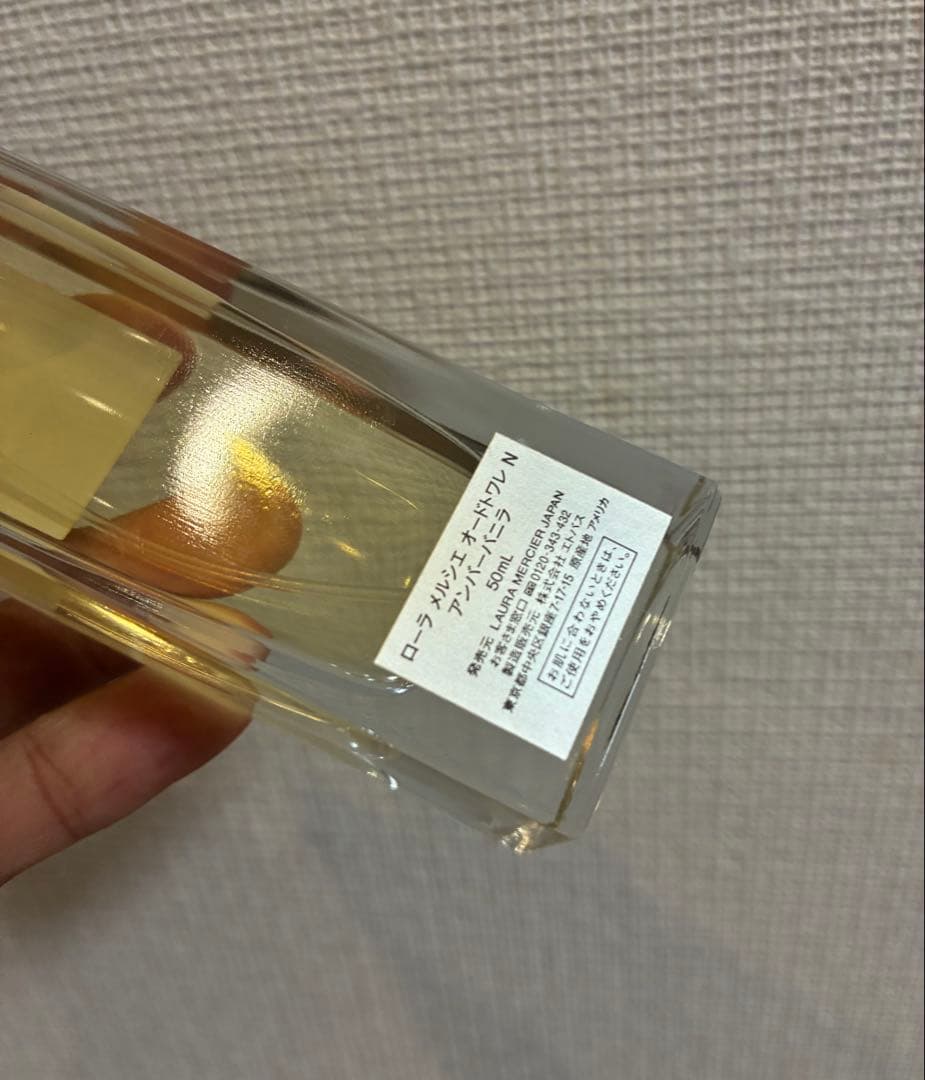 ローラ メルシエ オードトワレ N
アンバーバニラ
50mL
発売元 LAURA MERCIER JAPAN
お客さま窓口 0120-343-432
製造販売元 株式会社 エトバス
東京都中央区銀座7-17-15 原産地 アメリカ
お肌に合わないときは、
ご使用をおやめください。